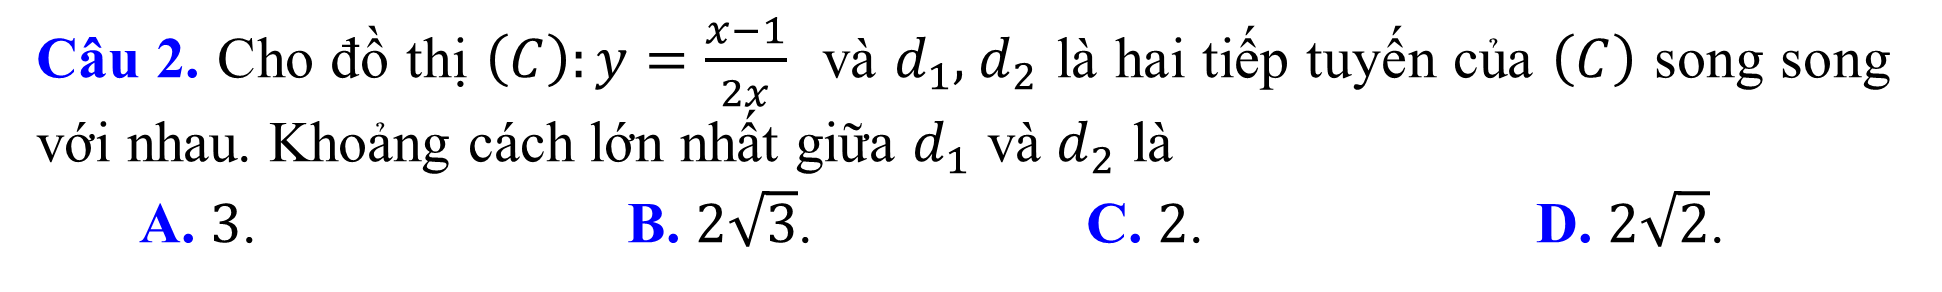 Câu 2. Cho đồ thị (C): y = \frac{x-1}{2x} và d₁, d₂ là hai tiếp tuyến của (C) song song
với nhau. Khoảng cách lớn nhất giữa d₁ và d₂ là
A. 3. B. 2√3. C. 2. D. 2√2.